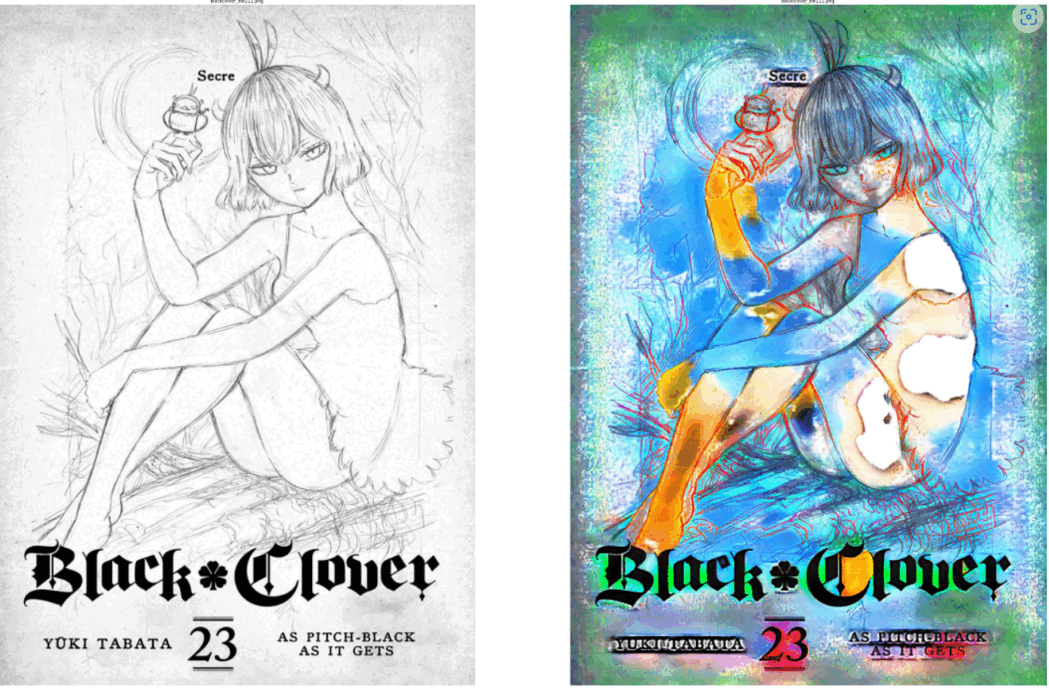 Secre
Black Clover
YŪKI TABATA
23
AS PITCH-BLACK
AS IT GETS
Secre
Black Clover
YUKI TABATA
23
AS PITCH-BLACK
AS IT GETS